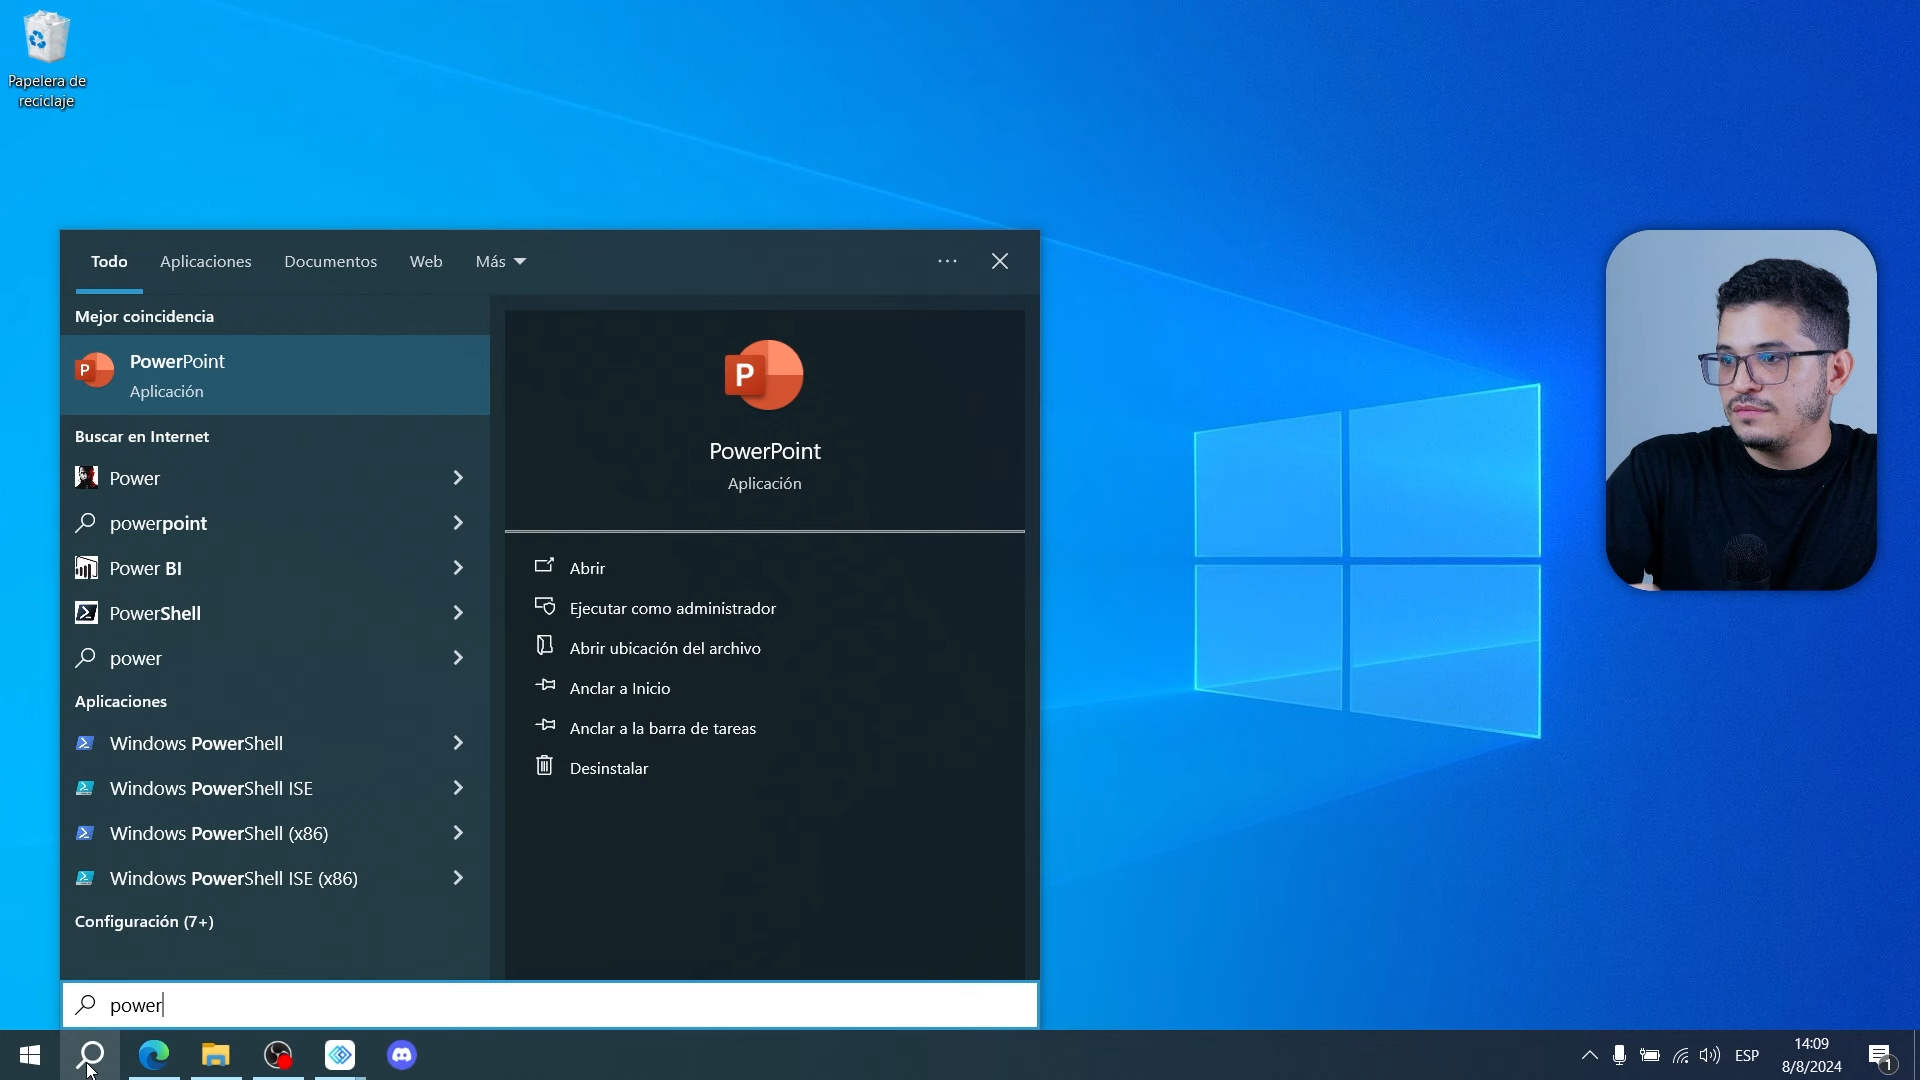 Papelera de
reciclaje
Todo
Aplicaciones
Documentos
Web
Más
Mejor coincidencia
P
PowerPoint
Aplicación
Buscar en Internet
Power
powerpoint
Power BI
PowerShell
power
Aplicaciones
Windows PowerShell
Windows PowerShell ISE
Windows PowerShell (x86)
Windows PowerShell ISE (x86)
Configuración (7+)
P
PowerPoint
Aplicación
Abrir
Ejecutar como administrador
Abrir ubicación del archivo
Anclar a Inicio
Anclar a la barra de tareas
Desinstalar
power
ESP
14:09
8/8/2024
1